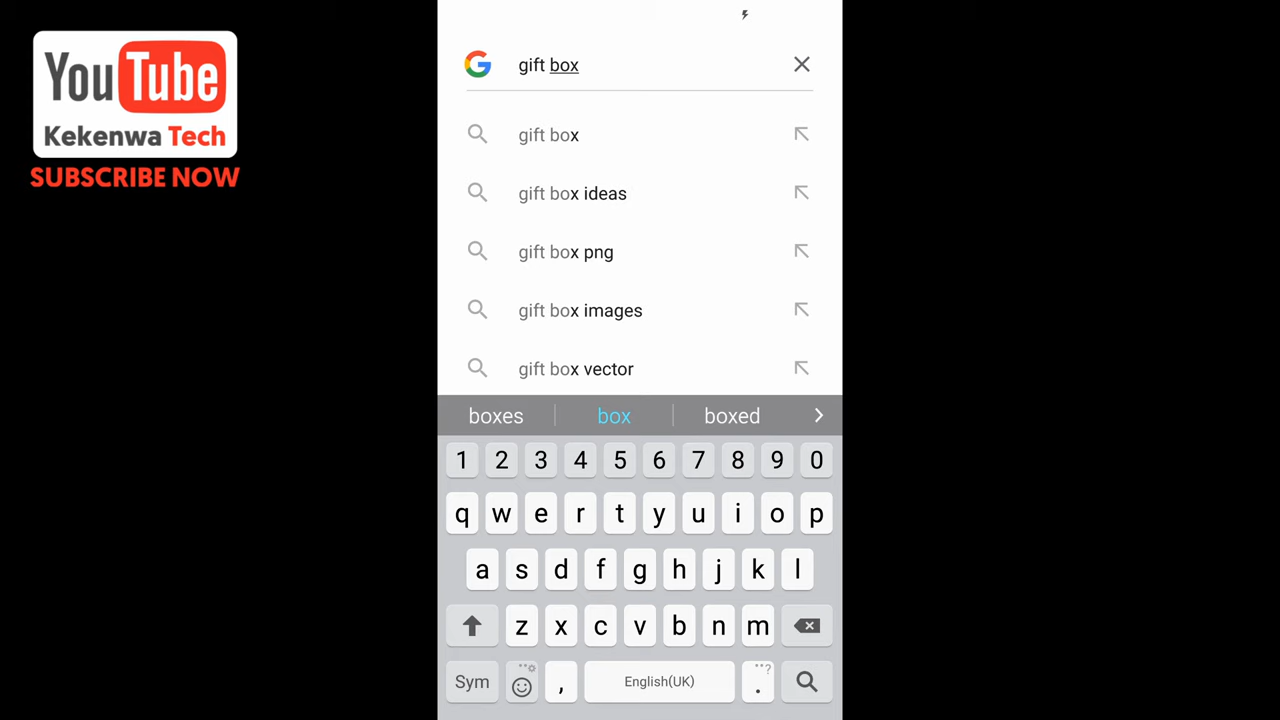 YouTube
Kekenwa Tech
SUBSCRIBE NOW
gift box
gift box
gift box ideas
gift box png
gift box images
gift box vector
boxes box boxed
1 2 3 4 5 6 7 8 9 0
q w e r t y u i o p
a s d f g h j k l
z x c v b n m
Sym , English(UK) . ?